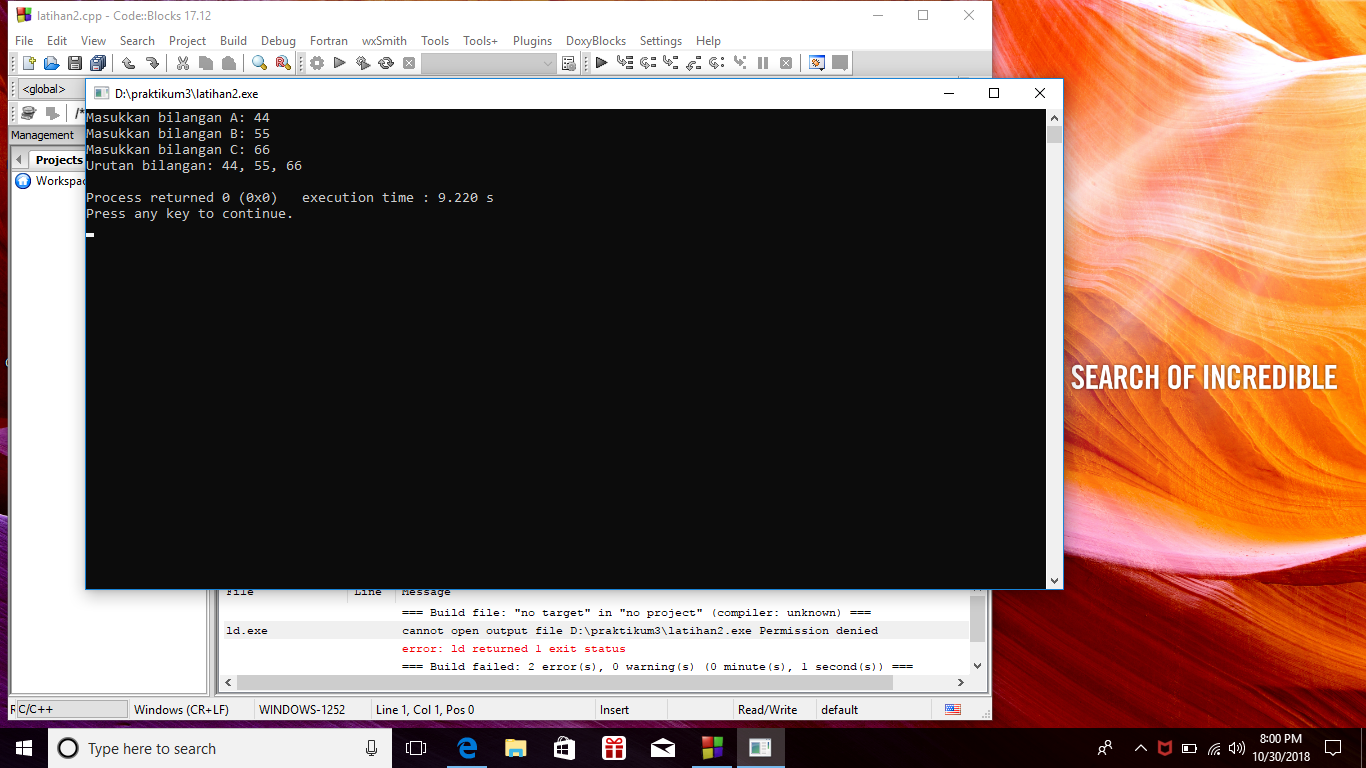 latihan2.cpp - Code::Blocks 17.12
File Edit View Search Project Build Debug Fortran wxSmith Tools Tools+ Plugins DoxyBlocks Settings Help
<global>
D:\praktikum3\latihan2.exe
/*
Management
Projects
Workspa
Masukkan bilangan A: 44
Masukkan bilangan B: 55
Masukkan bilangan C: 66
Urutan bilangan: 44, 55, 66
Process returned 0 (0x0) execution time : 9.220 s
Press any key to continue.
SEARCH OF INCREDIBLE
File Line Message
=== Build file: "no target" in "no project" (compiler: unknown) ===
ld.exe cannot open output file D:\praktikum3\latihan2.exe Permission denied
error: ld returned 1 exit status
=== Build failed: 2 error(s), 0 warning(s) (0 minute(s), 1 second(s)) ===
C/C++ Windows (CR+LF) WINDOWS-1252 Line 1, Col 1, Pos 0 Insert Read/Write default
Type here to search
8:00 PM
10/30/2018